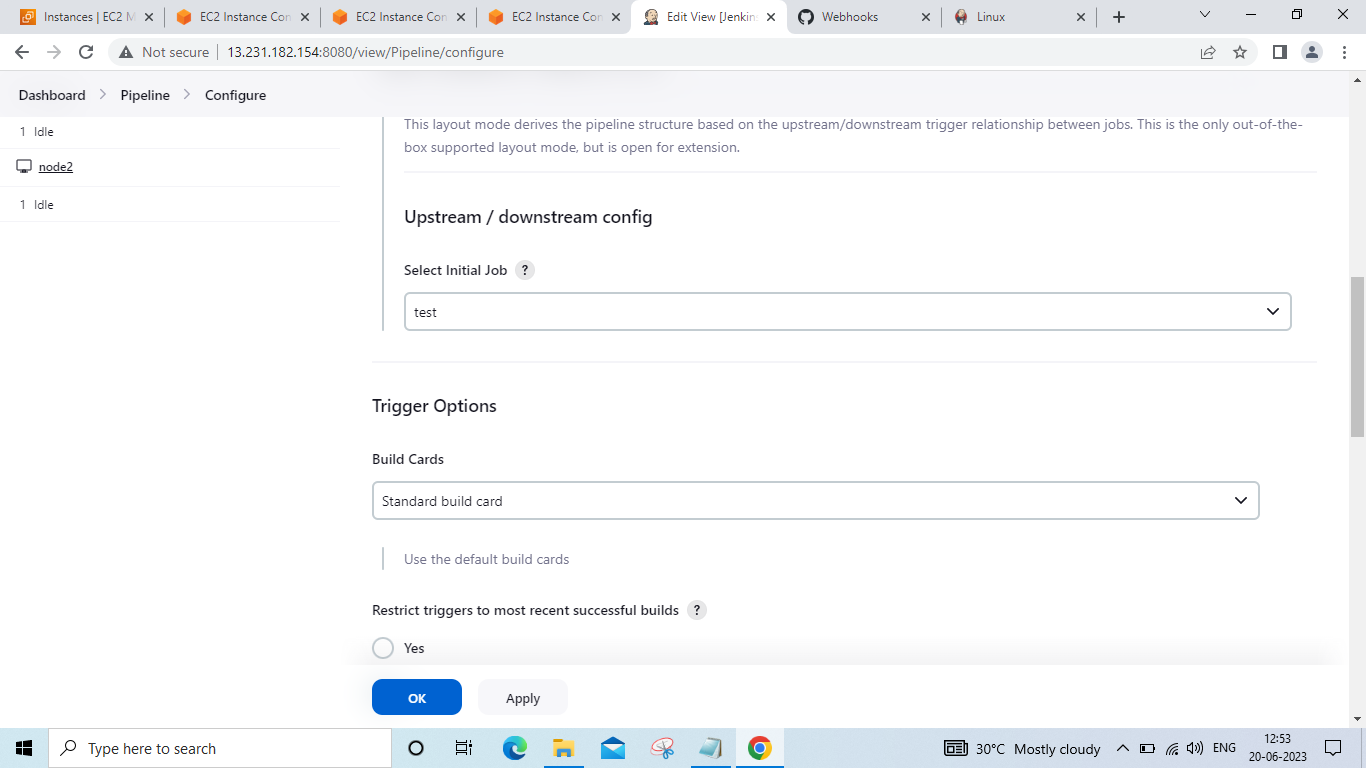 Instances | EC2 M
EC2 Instance Con
EC2 Instance Con
EC2 Instance Con
Edit View [Jenkin
Webhooks
Linux
Not secure
13.231.182.154:8080/view/Pipeline/configure
Dashboard
Pipeline
Configure
1 Idle
node2
1 Idle
This layout mode derives the pipeline structure based on the upstream/downstream trigger relationship between jobs. This is the only out-of-the-
box supported layout mode, but is open for extension.
Upstream / downstream config
Select Initial Job ?
test
Trigger Options
Build Cards
Standard build card
Use the default build cards
Restrict triggers to most recent successful builds ?
Yes
OK
Apply
Type here to search
30°C Mostly cloudy
ENG
12:53
20-06-2023